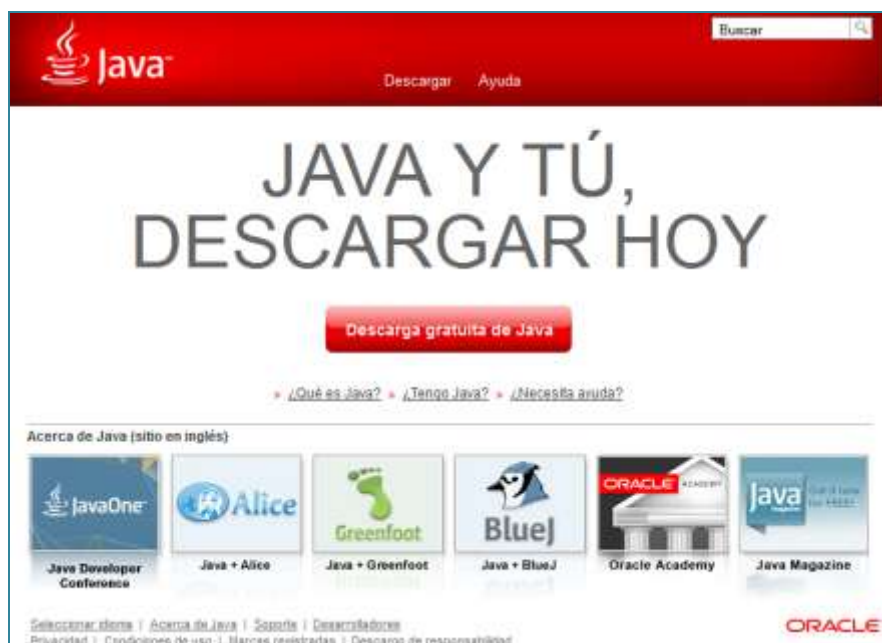 Buscar
Java™
Descargar Ayuda
JAVA Y TÚ,
DESCARGAR HOY
Descarga gratuita de Java
» ¿Qué es Java? » ¿Tengo Java? » ¿Necesita ayuda?
Acerca de Java (sitio en inglés)
JavaOne
Alice
Greenfoot
BlueJ
ORACLE ACADEMY
Java magazine
Java Developer
Conference
Java + Alice
Java + Greenfoot
Java + BlueJ
Oracle Academy
Java Magazine
Seleccionar idioma | Acerca de Java | Soporte | Desarrolladores
Privacidad | Condiciones de uso | Marcas registradas | Descargo de responsabilidad
ORACLE